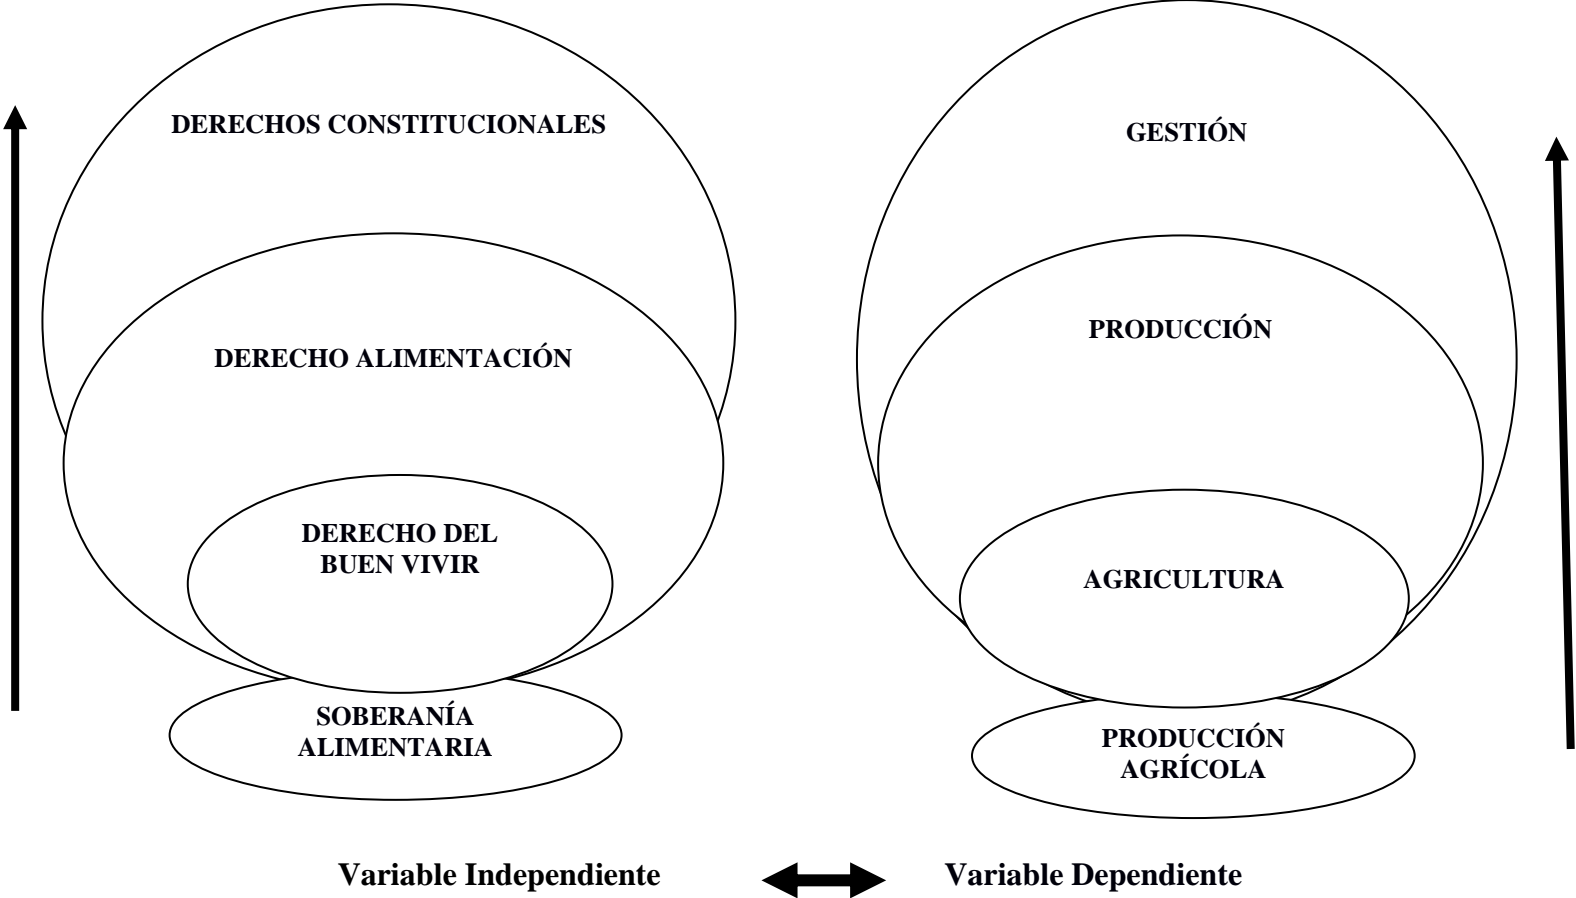 DERECHOS CONSTITUCIONALES
DERECHO ALIMENTACIÓN
DERECHO DEL
BUEN VIVIR
SOBERANÍA
ALIMENTARIA
GESTIÓN
PRODUCCIÓN
AGRICULTURA
PRODUCCIÓN
AGRÍCOLA
Variable Independiente
Variable Dependiente